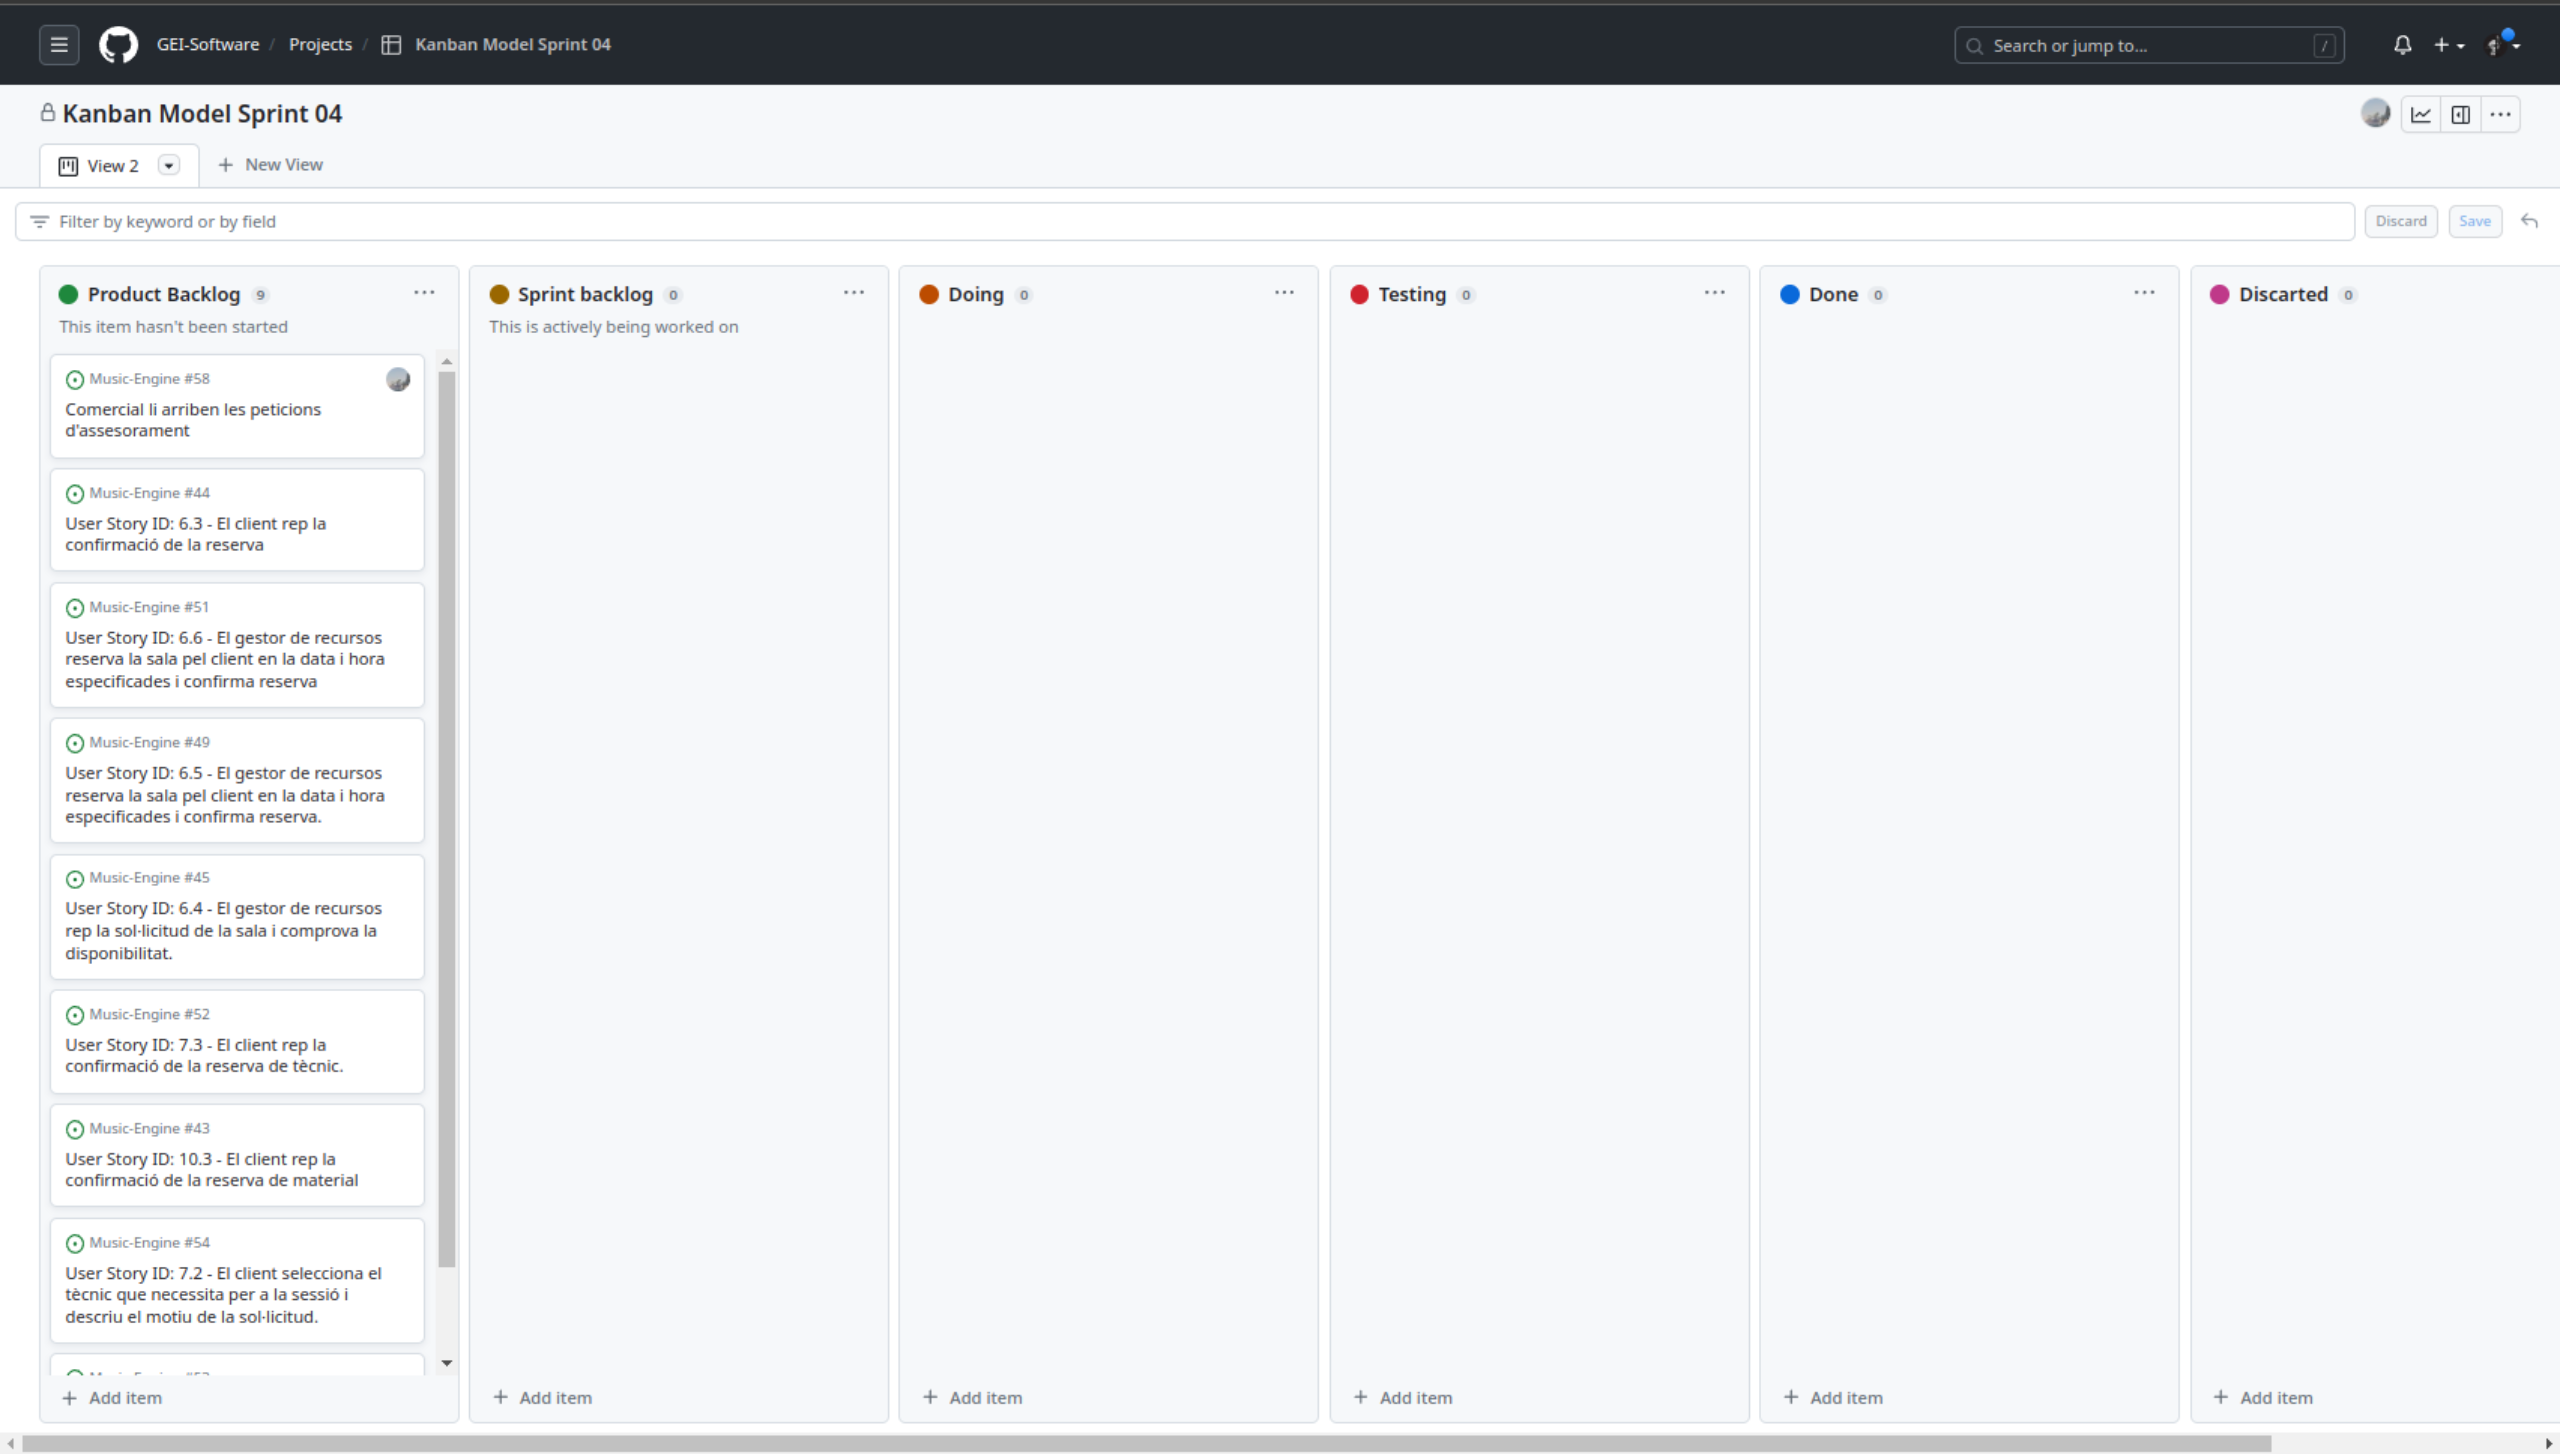 GEI-Software / Projects / Kanban Model Sprint 04
Search or jump to... /
Kanban Model Sprint 04
View 2
New View
Filter by keyword or by field
Discard
Save
Product Backlog 9
This item hasn't been started
Music-Engine #58
Comercial li arriben les peticions
d'assesorament
Music-Engine #44
User Story ID: 6.3 - El client rep la
confirmació de la reserva
Music-Engine #51
User Story ID: 6.6 - El gestor de recursos
reserva la sala pel client en la data i hora
especificades i confirma reserva
Music-Engine #49
User Story ID: 6.5 - El gestor de recursos
reserva la sala pel client en la data i hora
especificades i confirma reserva.
Music-Engine #45
User Story ID: 6.4 - El gestor de recursos
rep la sol·licitud de la sala i comprova la
disponibilitat.
Music-Engine #52
User Story ID: 7.3 - El client rep la
confirmació de la reserva de tècnic.
Music-Engine #43
User Story ID: 10.3 - El client rep la
confirmació de la reserva de material
Music-Engine #54
User Story ID: 7.2 - El client selecciona el
tècnic que necessita per a la sessió i
descriu el motiu de la sol·licitud.
Add item
Sprint backlog 0
This is actively being worked on
Add item
Doing 0
Add item
Testing 0
Add item
Done 0
Add item
Discarted 0
Add item